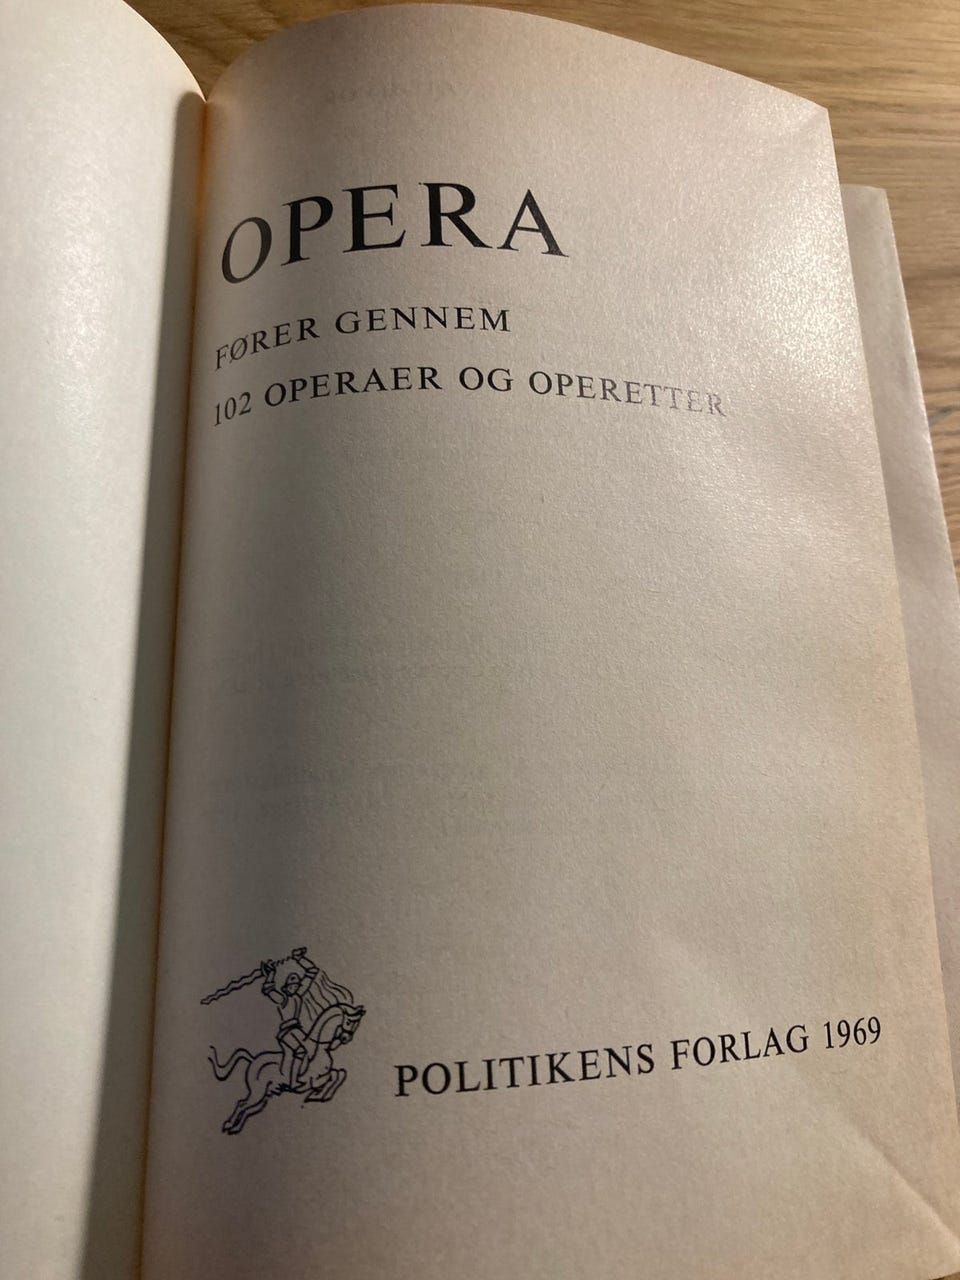 OPERA
FØRER GENNEM
102 OPERAER OG OPERETTER
POLITIKENS FORLAG 1969